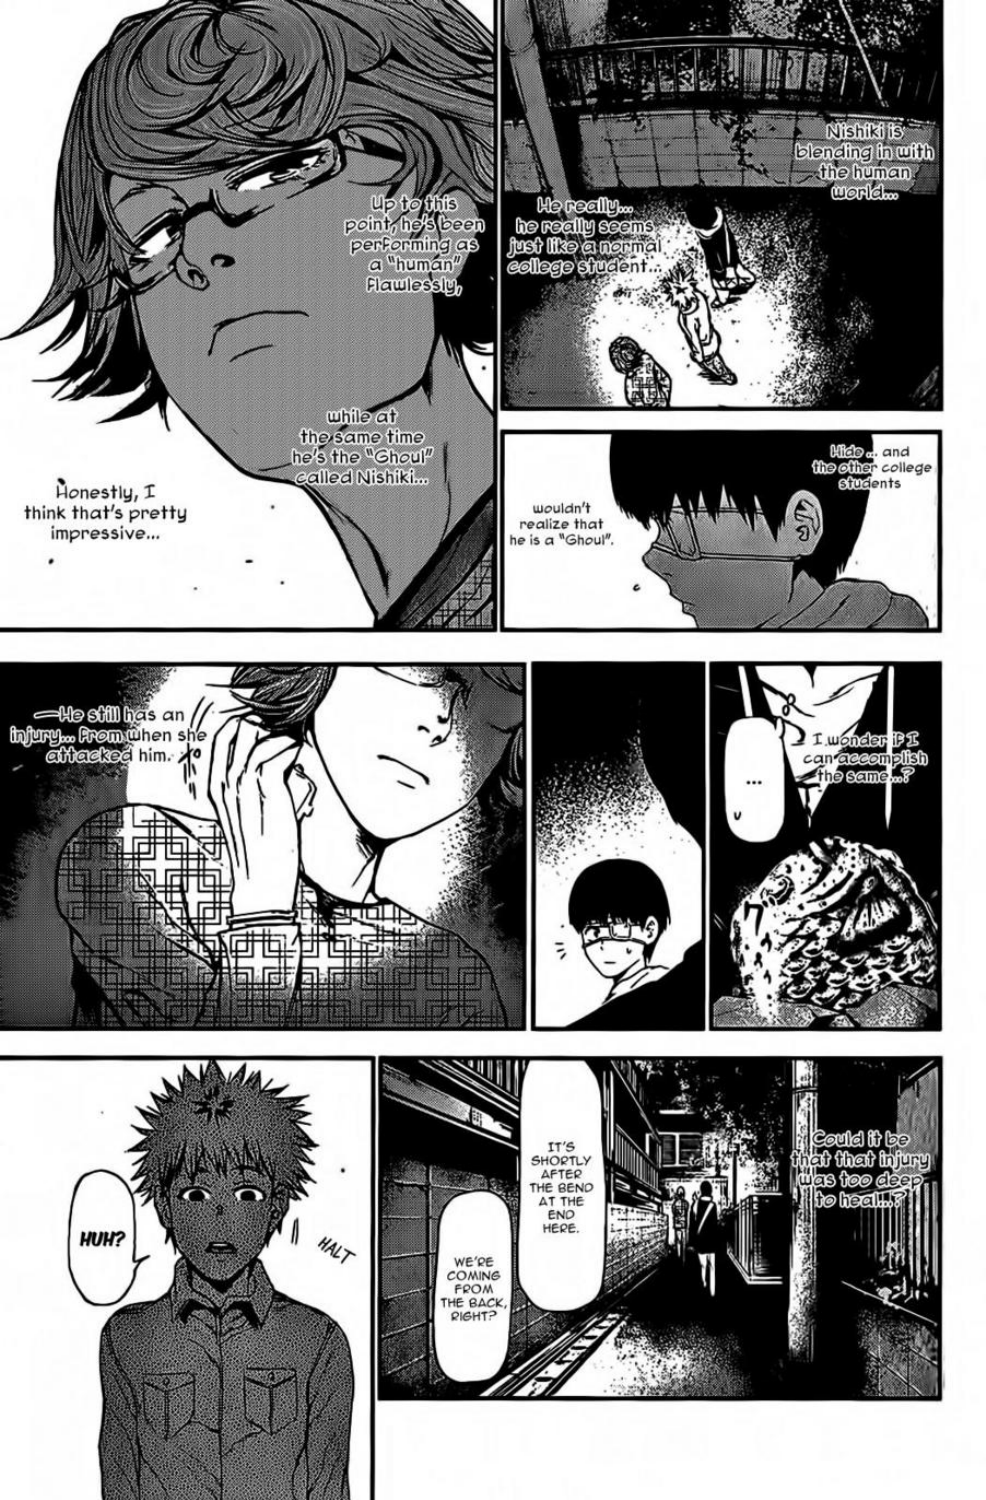 Nishiki is
blending in with
the human
world...
He really...
he really seems
just like a normal
college student...
Up to this
point, he's been
performing as
a "human"
flawlessly,
while at
the same time
he's the "Ghoul"
called Nishiki...
Honestly, I
think that's pretty
impressive...
Hide ... and
the other college
students
wouldn't
realize that
he is a "Ghoul".
I wonder if I
can accomplish
the same...?
...
—He still has an
injury... from when she
attacked him.
Could it be
that that injury
was too deep
to heal...?
IT'S
SHORTLY
AFTER
THE BEND
AT THE
END
HERE.
WE'RE
COMING
FROM
THE BACK,
RIGHT?
HALT
HUH?